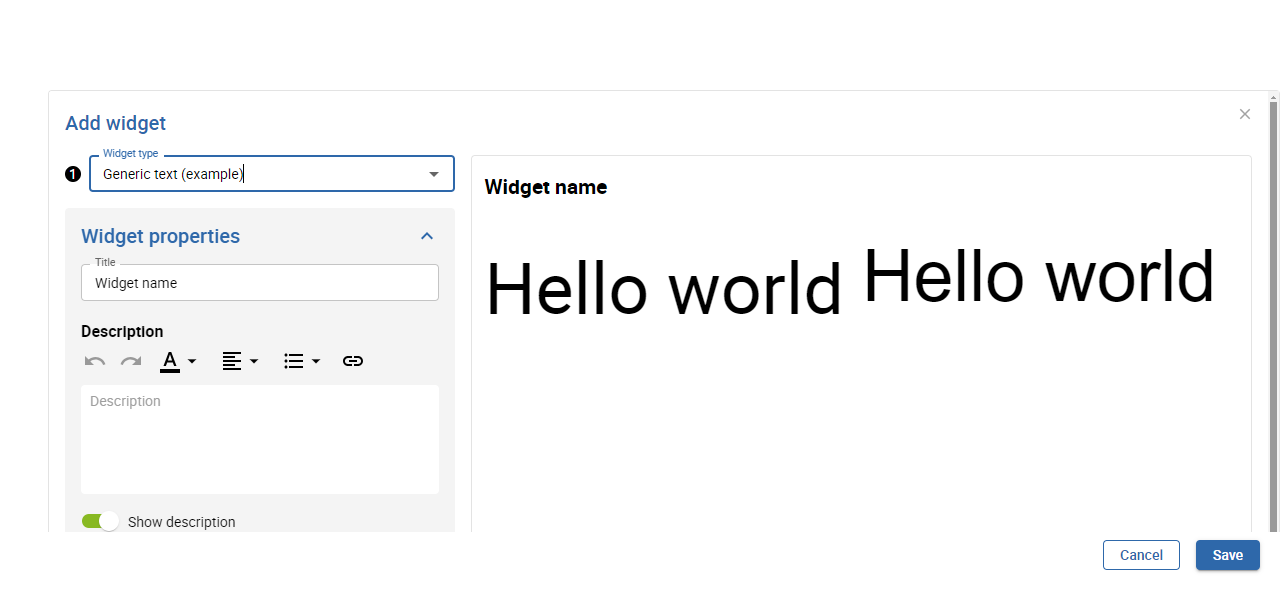 Add widget
Widget type
1 Generic text (example)
Widget properties
Title
Widget name
Description
A
Description
Show description
Widget name
Hello world Hello world
Cancel Save